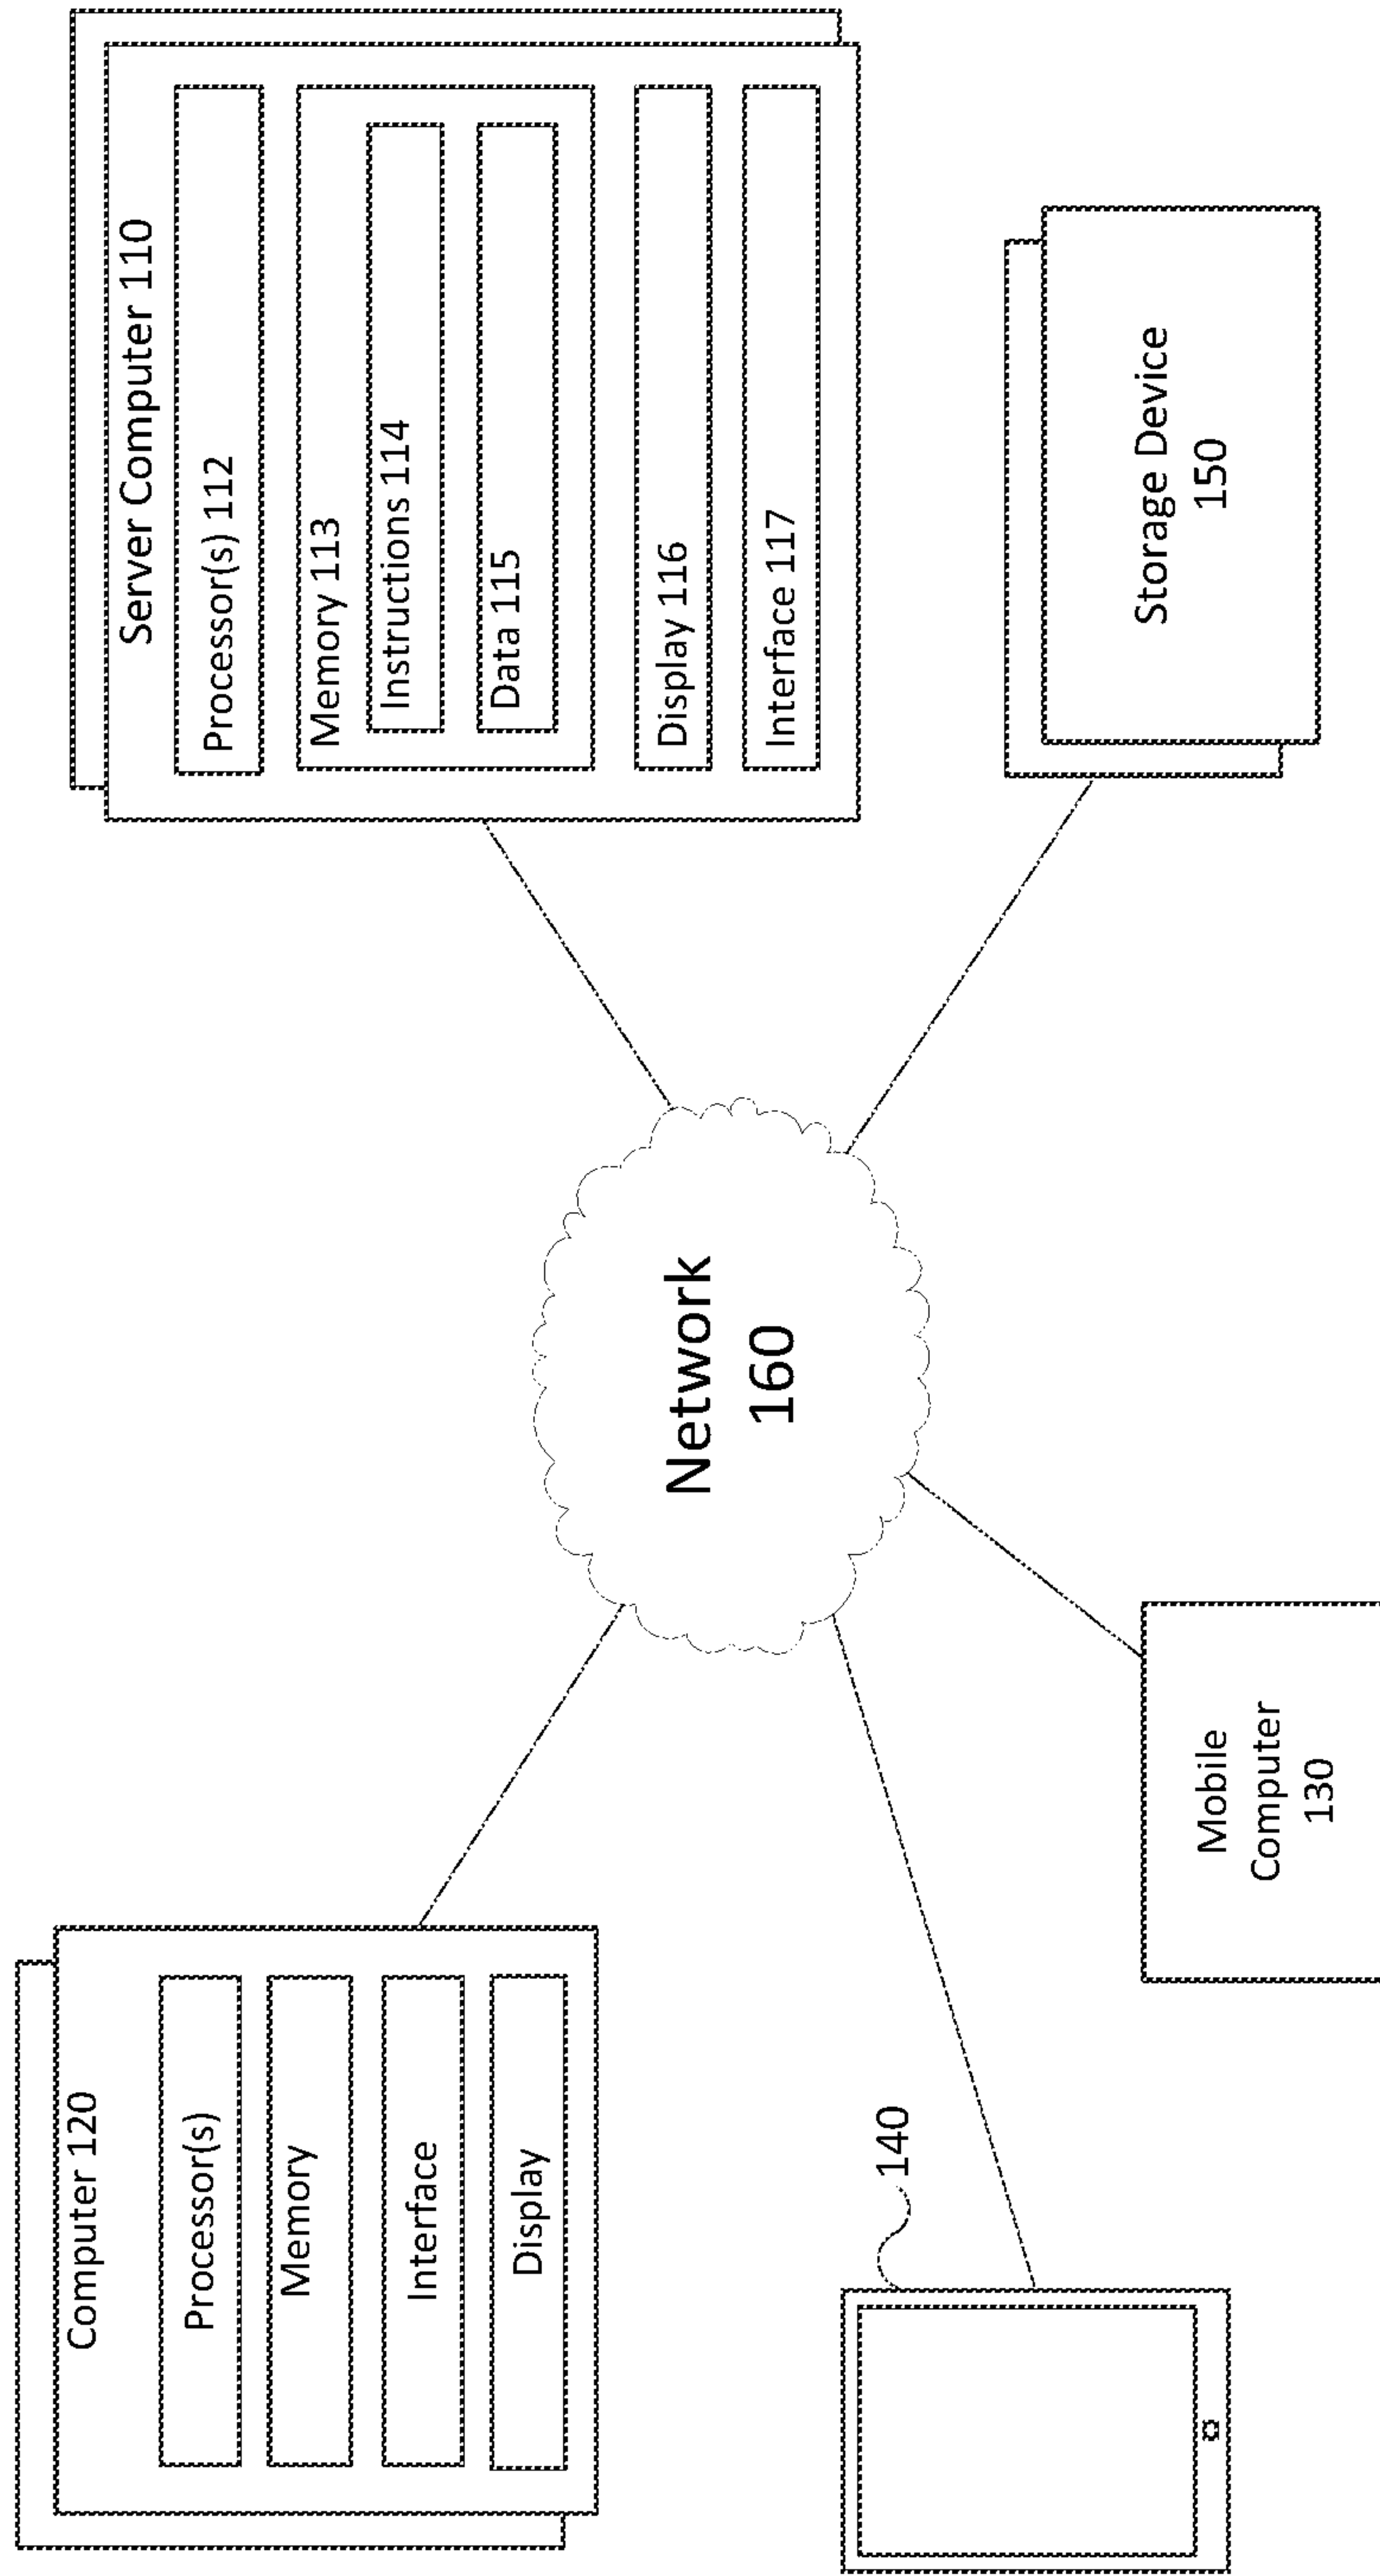 Computer 120
Processor(s)
Memory
Interface
Display
Server Computer 110
Processor(s) 112
Memory 113
Instructions 114
Data 115
Display 116
Interface 117
Network
160
140
Mobile
Computer
130
Storage Device
150